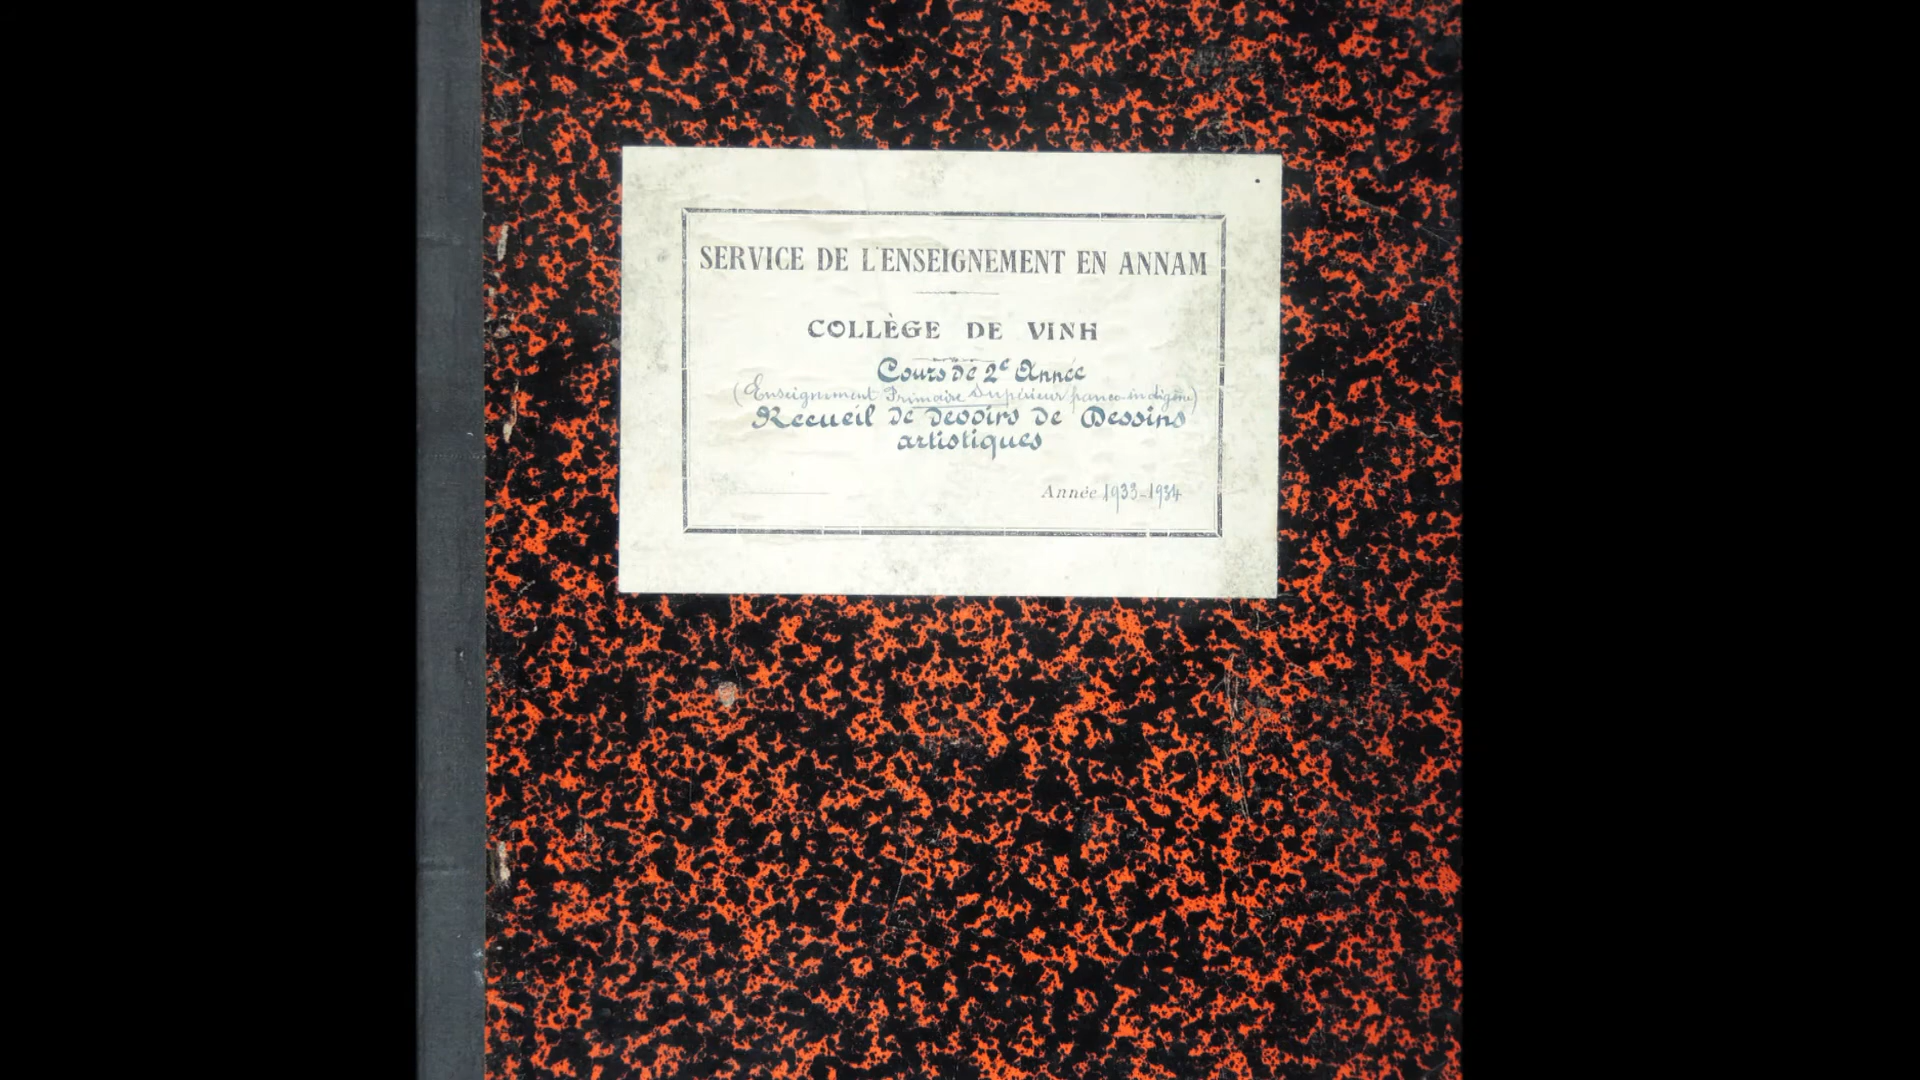 SERVICE DE L'ENSEIGNEMENT EN ANNAM
COLLÈGE DE VINH
Cours de 2e Année
(Enseignement Primaire Supérieur franco-indigène)
Recueil de devoirs de Dessins
artistiques
Année 1933-1934